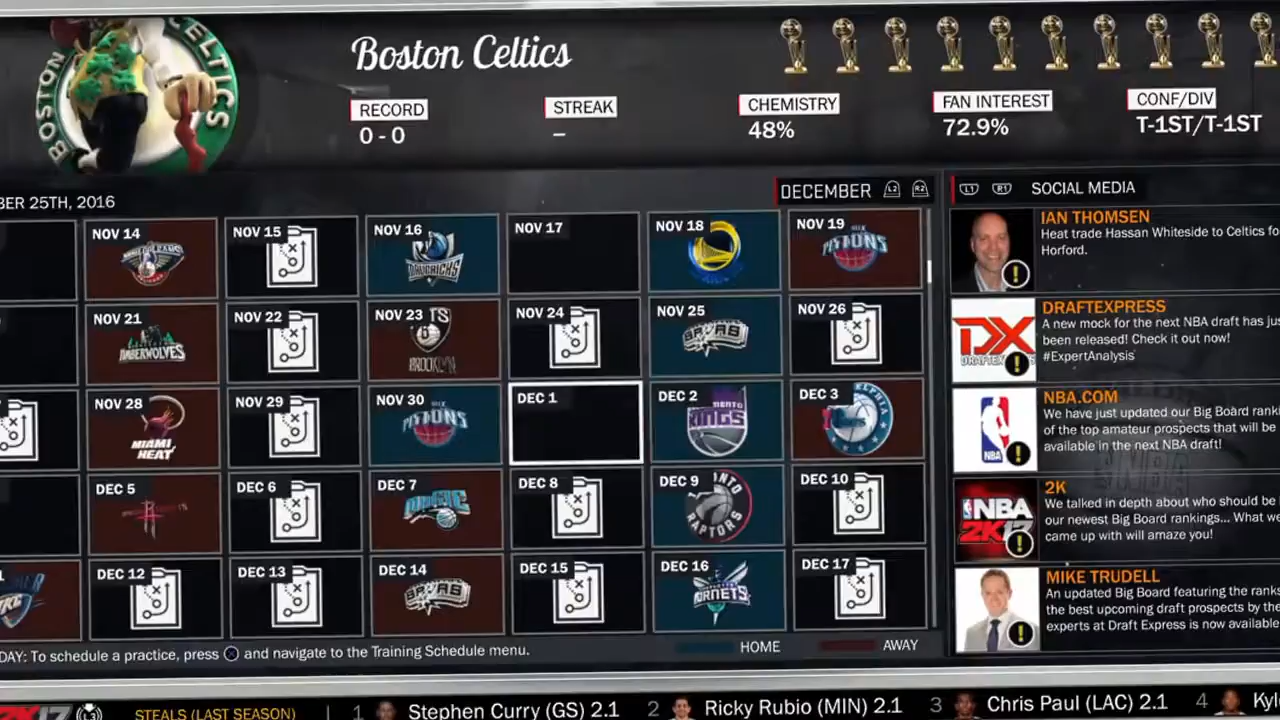 BOSTON CELTICS
Boston Celtics
RECORD
0 - 0
STREAK
–
CHEMISTRY
48%
FAN INTEREST
72.9%
CONF/DIV
T-1ST/T-1ST
BER 25TH, 2016
DECEMBER L2 R2
L1 R1 SOCIAL MEDIA
NOV 14
NOV 15
NOV 16
MAVERICKS
NOV 17
NOV 18
NOV 19
PISTONS
NOV 21
TIMBERWOLVES
NOV 22
NOV 23
BROOKLYN
NOV 24
NOV 25
NOV 26
NOV 28
MIAMI HEAT
NOV 29
NOV 30
PISTONS
DEC 1
DEC 2
KINGS
DEC 3
DEC 5
DEC 6
DEC 7
MAGIC
DEC 8
DEC 9
RAPTORS
DEC 10
DEC 12
DEC 13
DEC 14
DEC 15
DEC 16
HORNETS
DEC 17
IAN THOMSEN
Heat trade Hassan Whiteside to Celtics fo
Horford.
DRAFTEXPRESS
A new mock for the next NBA draft has jus
been released! Check it out now!
#ExpertAnalysis
NBA.COM
We have just updated our Big Board ranki
of the top amateur prospects that will be
available in the next NBA draft!
NBA
2K
We talked in depth about who should be
our newest Big Board rankings... What we
came up with will amaze you!
NBA
2K17
MIKE TRUDELL
An updated Big Board featuring the ranks
the best upcoming draft prospects by the
experts at Draft Express is now available
DAY: To schedule a practice, press and navigate to the Training Schedule menu.
HOME
AWAY
2K17 L3 STEALS (LAST SEASON) 1 Stephen Curry (GS) 2.1 2 Ricky Rubio (MIN) 2.1 3 Chris Paul (LAC) 2.1 4 Kyl